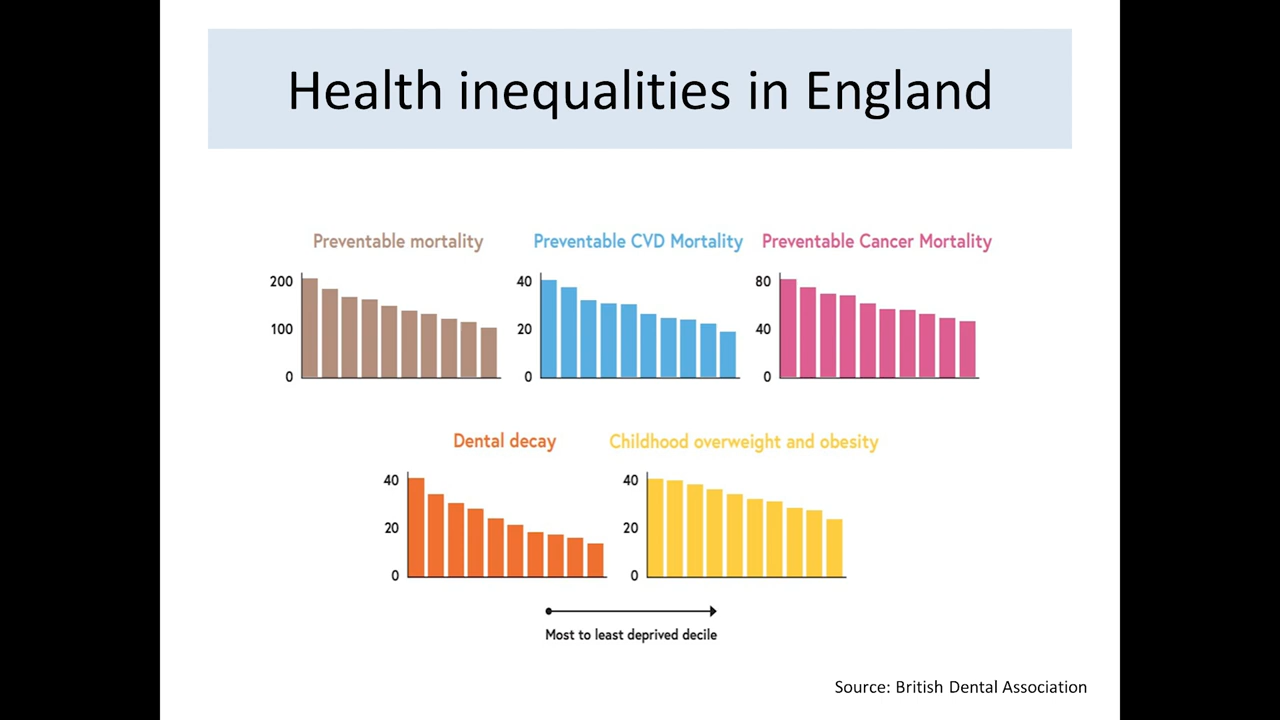 Health inequalities in England
Preventable mortality
200
100
0
Preventable CVD Mortality
40
20
0
Preventable Cancer Mortality
80
40
0
Dental decay
40
20
0
Childhood overweight and obesity
40
20
0
Most to least deprived decile
Source: British Dental Association